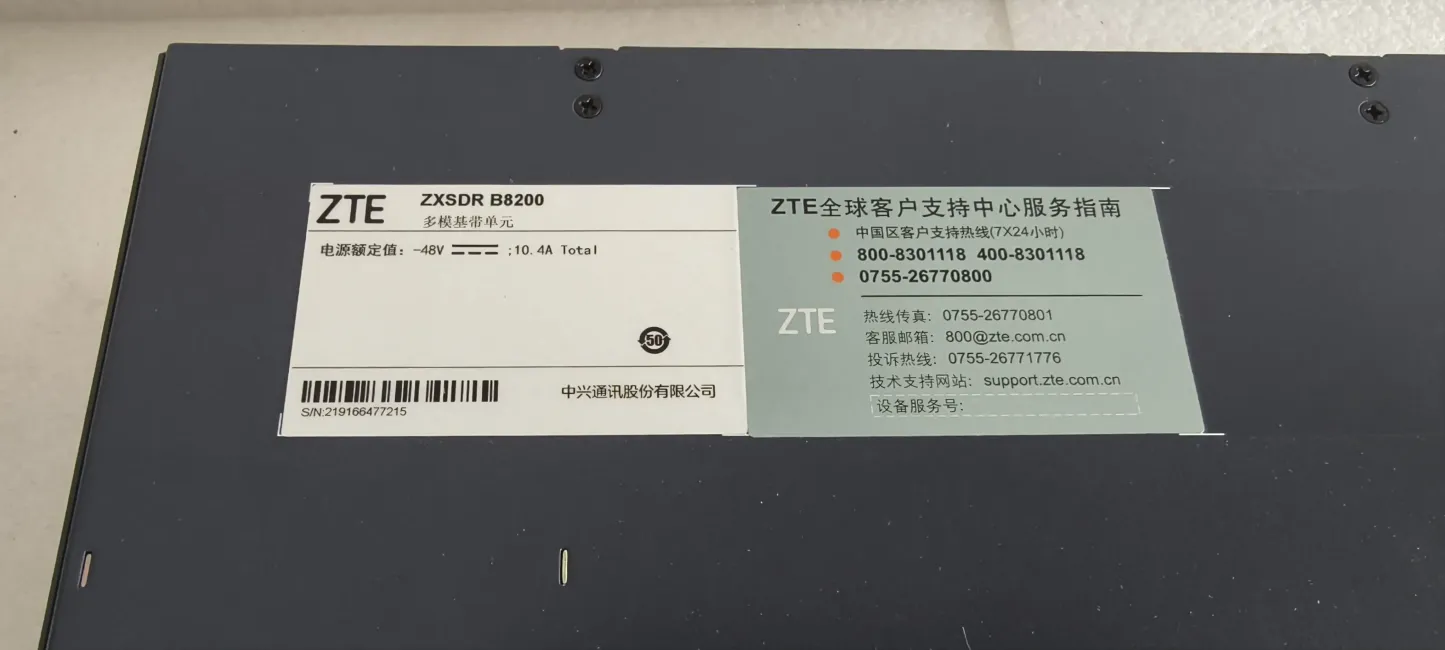 ZTE ZXSDR B8200
多模基带单元
电源额定值: -48V ;10.4A Total
50
S/N:219166477215
中兴通讯股份有限公司
ZTE全球客户支持中心服务指南
中国区客户支持热线(7X24小时)
800-8301118 400-8301118
0755-26770800
ZTE
热线传真: 0755-26770801
客服邮箱: 800@zte.com.cn
投诉热线: 0755-26771776
技术支持网站: support.zte.com.cn
设备服务号: